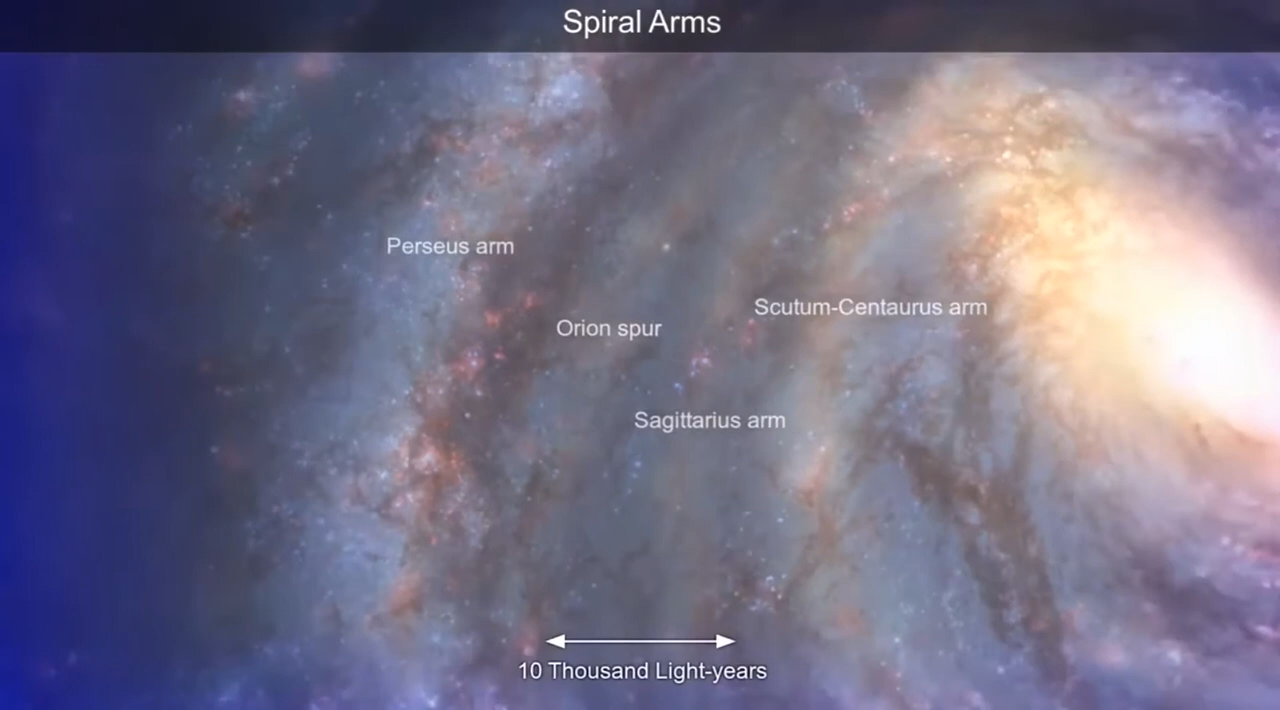 Spiral Arms
Perseus arm
Scutum-Centaurus arm
Orion spur
Sagittarius arm
10 Thousand Light-years